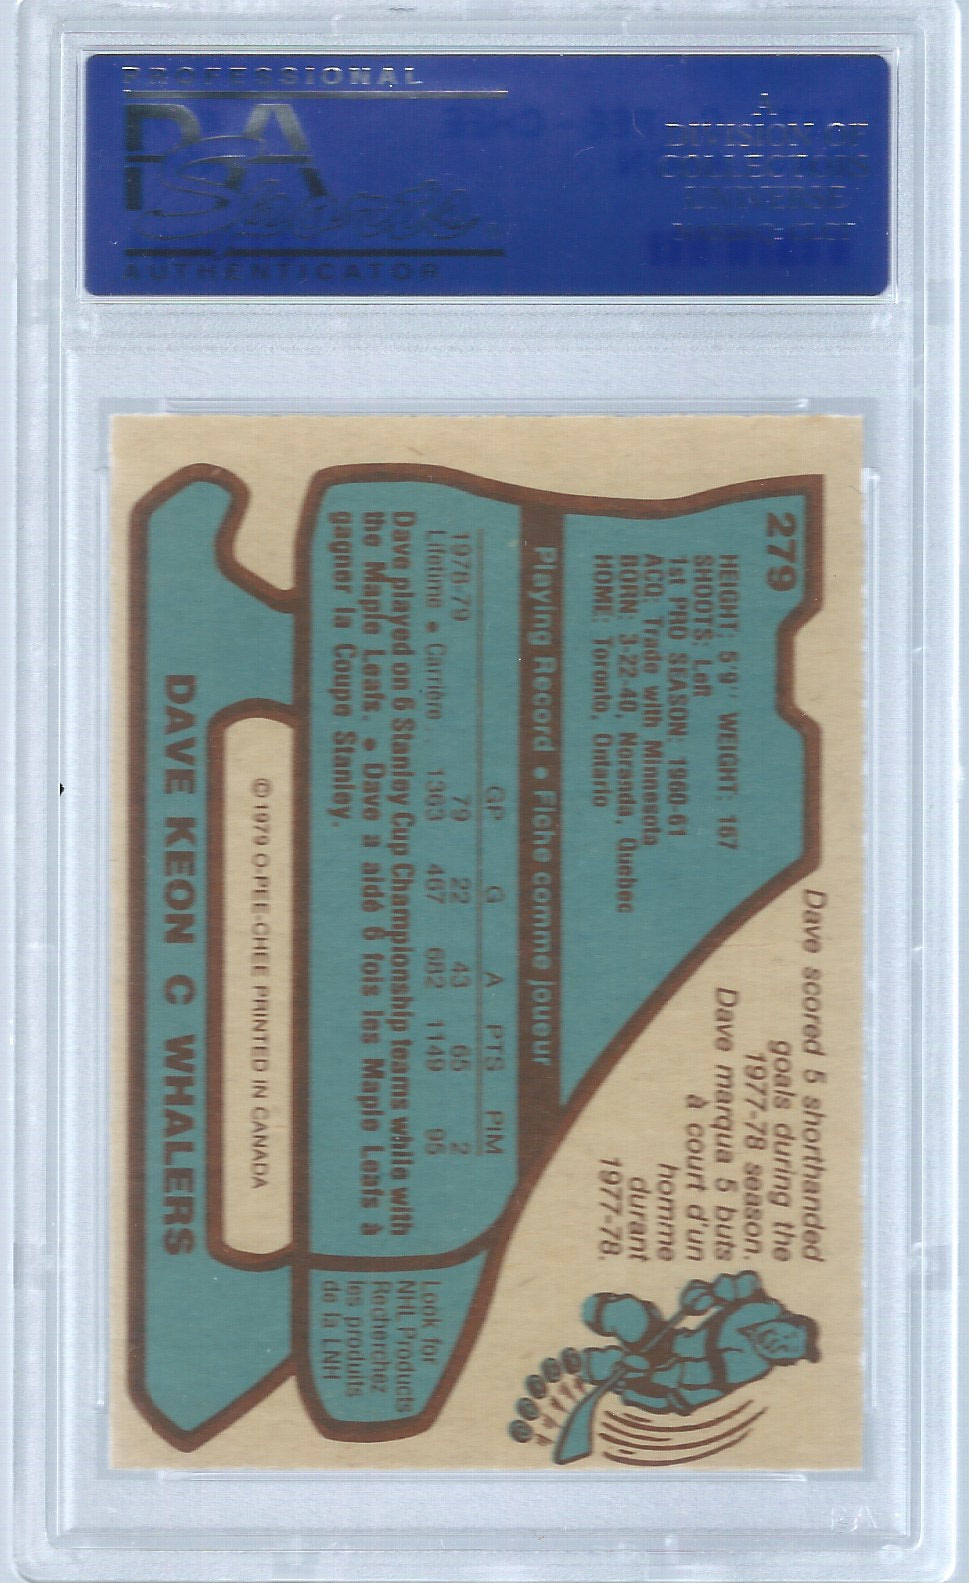 PROFESSIONAL
PSA
Sports
AUTHENTICATOR
A
DIVISION OF
COLLECTORS
UNIVERSE
279
HEIGHT: 5'9" WEIGHT: 167
SHOOTS: Left
1st PRO SEASON: 1960-61
ACQ: Trade with Minnesota
BORN: 3-22-40, Noranda, Quebec
HOME: Toronto, Ontario
Playing Record • Fiche comme joueur
GP G A PTS PIM
1978-79 79 22 43 65 2
Lifetime • Carrière . 1363 467 682 1149 95
Dave played on 6 Stanley Cup Championship teams while with
the Maple Leafs. • Dave a aidé 6 fois les Maple Leafs à
gagner la Coupe Stanley.
Dave scored 5 shorthanded
goals during the
1977-78 season.
Dave marqua 5 buts
à court d'un
homme
durant
1977-78.
Look for
NHL Products
Recherchez
les produits
de la LNH
©1979 O-PEE-CHEE PRINTED IN CANADA
DAVE KEON C WHALERS
PSA